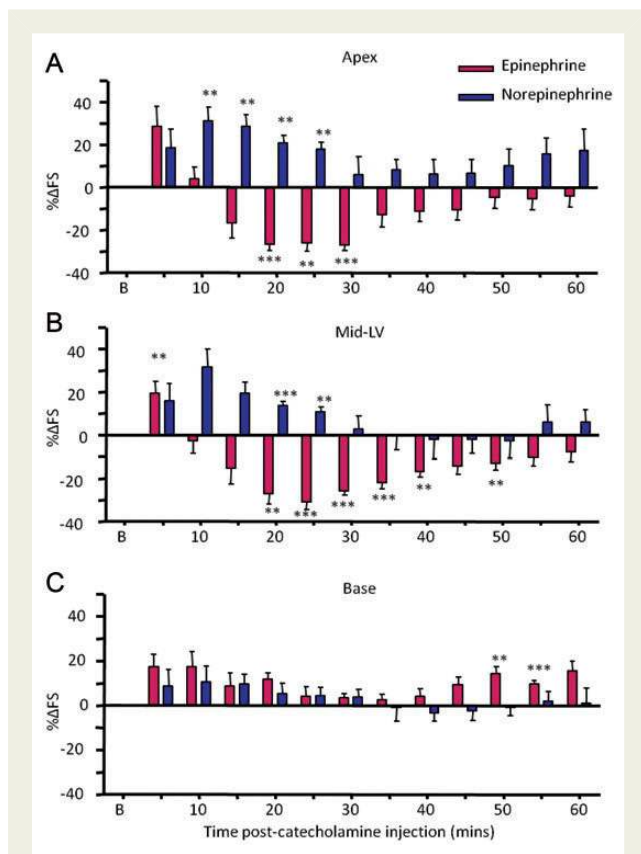 A
Apex
Epinephrine
Norepinephrine
40
20
0
-20
-40
%ΔFS
** ** ** **
*** ** ***
B 10 20 30 40 50 60
B
Mid-LV
40
20
0
-20
-40
%ΔFS
** *** **
** *** *** *** ** **
B 10 20 30 40 50 60
C
Base
40
20
0
-20
-40
%ΔFS
** ***
B 10 20 30 40 50 60
Time post-catecholamine injection (mins)